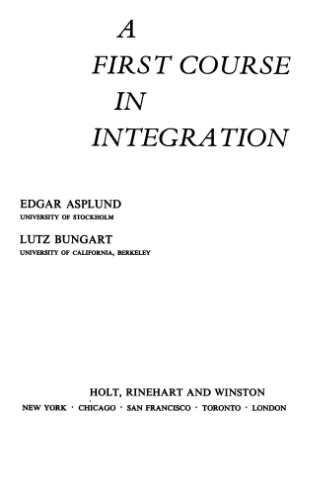 A
FIRST COURSE
IN
INTEGRATION
EDGAR ASPLUND
UNIVERSITY OF STOCKHOLM
LUTZ BUNGART
UNIVERSITY OF CALIFORNIA, BERKELEY
HOLT, RINEHART AND WINSTON
NEW YORK · CHICAGO · SAN FRANCISCO · TORONTO · LONDON